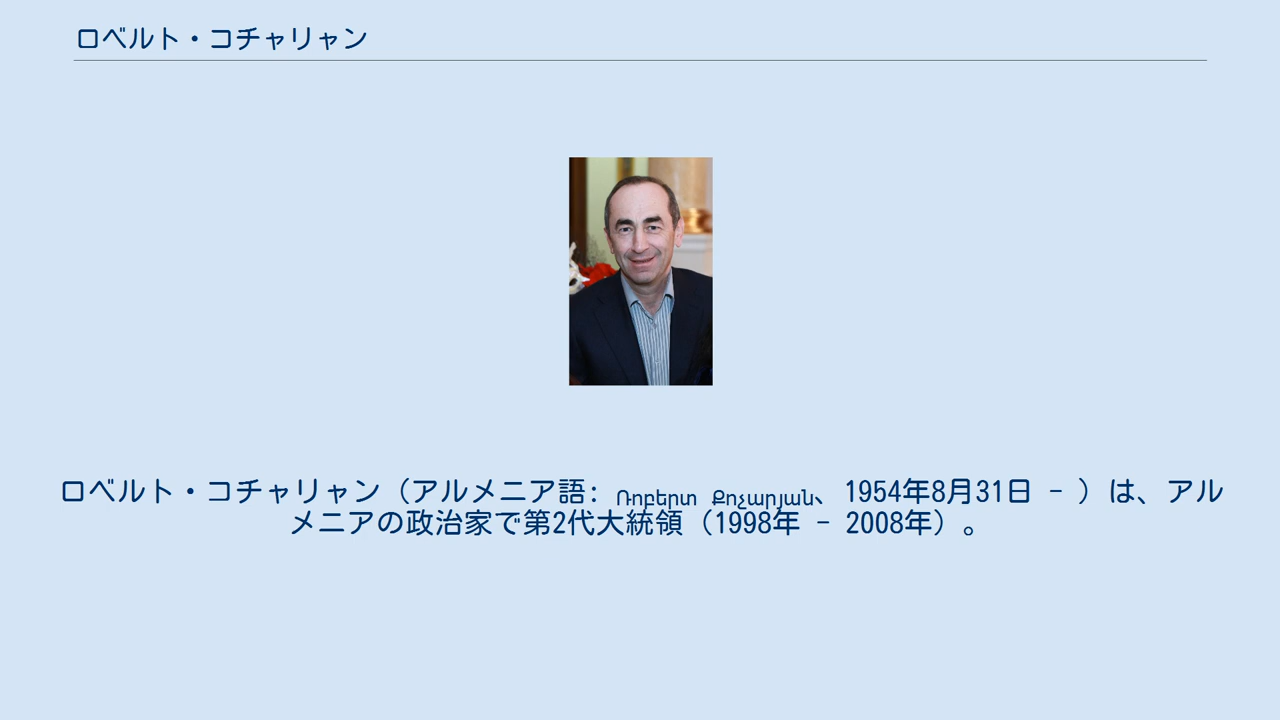 ロベルト・コチャリャン
ロベルト・コチャリャン（アルメニア語: Ռոբերտ Քոչարյան、1954年8月31日 - ）は、アル
メニアの政治家で第2代大統領（1998年 - 2008年）。